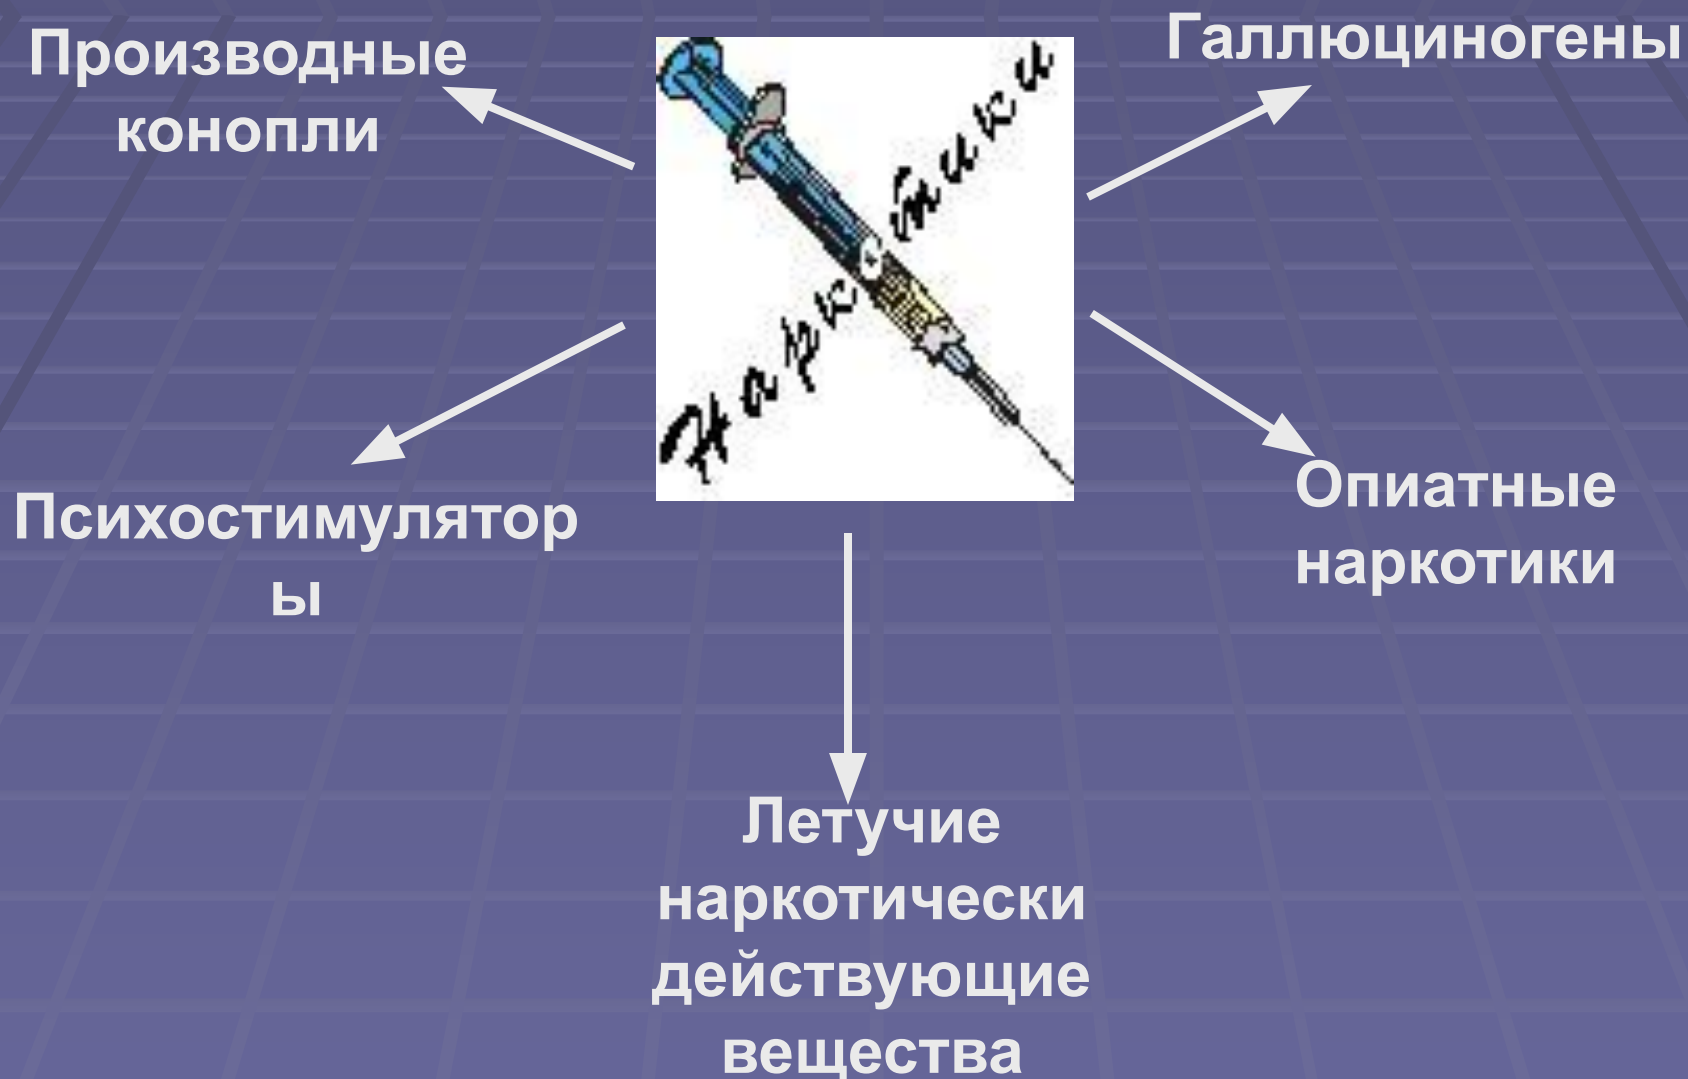 Производные
конопли
Наркотики
Галлюциногены
Психостимулятор
ы
Опиатные
наркотики
Летучие
наркотически
действующие
вещества